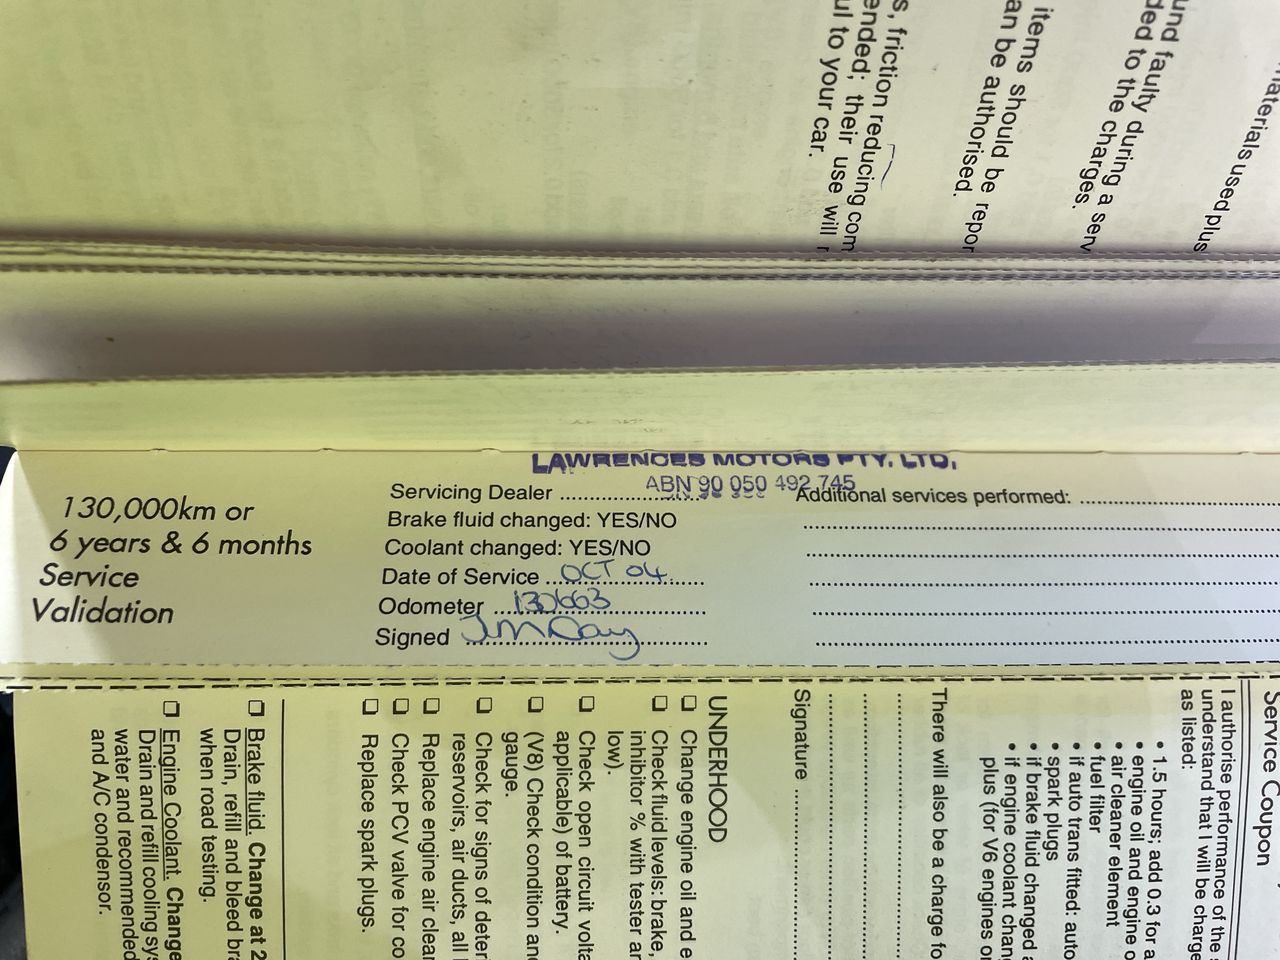 s, friction reducing com
ended; their use will r
ul to your car.
items should be repor
an be authorised.
und faulty during a serv
ded to the charges.
materials used plus
LAWRENCES MOTORS PTY. LTD.
ABN 90 050 492 745
130,000km or
6 years & 6 months
Service
Validation
Servicing Dealer
Brake fluid changed: YES/NO
Coolant changed: YES/NO
Date of Service OCT 04
Odometer 130663
Signed Jim Day
Additional services performed:
Service Coupon
I authorise performance of the s
understand that I will be charge
as listed:
• 1.5 hours; add 0.3 for a
• engine oil and engine o
• air cleaner element
• fuel filter
• if auto trans fitted: auto
• spark plugs
• if brake fluid changed a
• if engine coolant chan
plus (for V6 engines or
There will also be a charge fo
Signature
UNDERHOOD
❑ Change engine oil and e
❑ Check fluid levels: brake,
inhibitor % with tester an
low).
❑ Check open circuit volta
applicable) of battery.
❑ (V8) Check condition and
gauge.
❑ Check for signs of deteri
reservoirs, air ducts, all
❑ Replace engine air clear
❑ Check PCV valve for co
❑ Replace spark plugs.
❑ Brake fluid. Change at 2
Drain, refill and bleed bra
when road testing.
❑ Engine Coolant. Change
Drain and refill cooling sys
water and recommended
and A/C condensor.